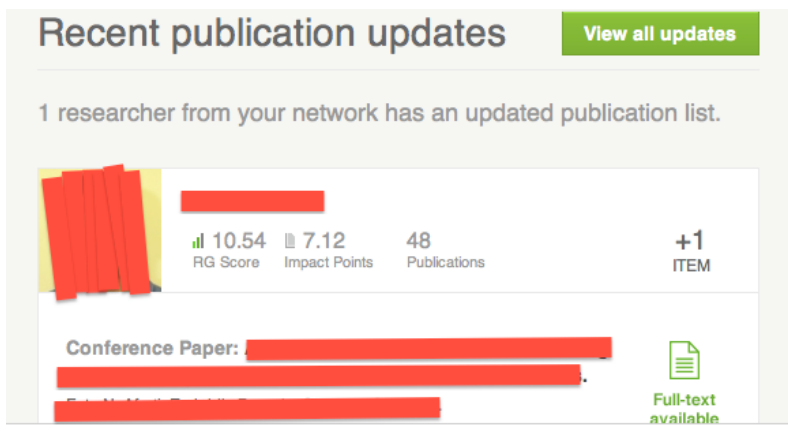 Recent publication updates
View all updates
1 researcher from your network has an updated publication list.
10.54 7.12 48 +1
RG Score Impact Points Publications ITEM
Conference Paper:
Full-text
available